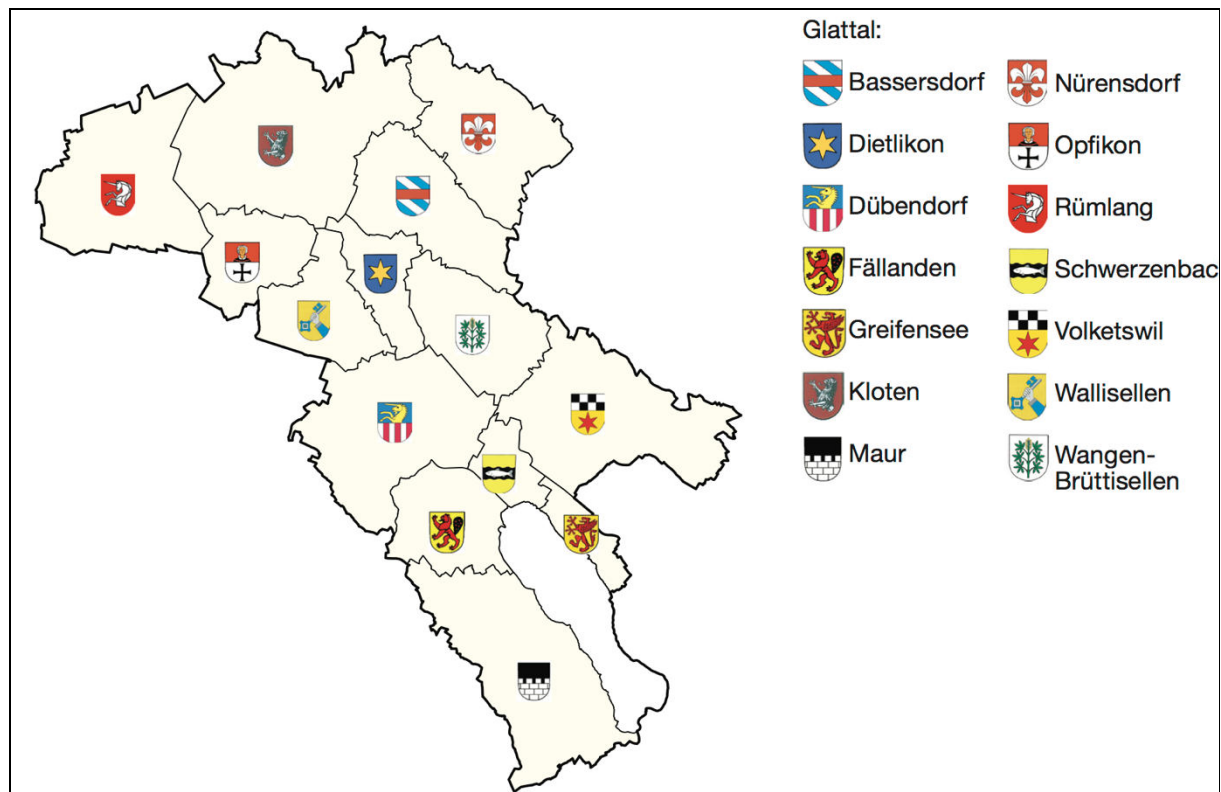 Glattal:
Bassersdorf
Nürensdorf
Dietlikon
Opfikon
Dübendorf
Rümlang
Fällanden
Schwerzenbac
Greifensee
Volketswil
Kloten
Wallisellen
Maur
Wangen-
Brüttisellen